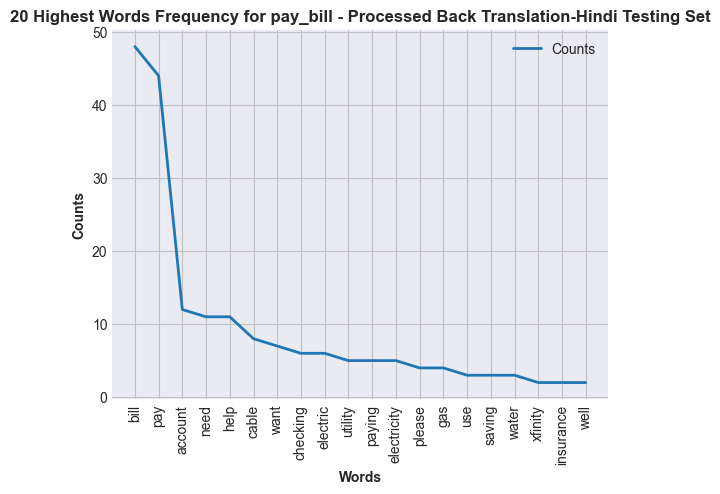 20 Highest Words Frequency for pay_bill - Processed Back Translation-Hindi Testing Set
Counts
50
40
30
20
10
0
Counts
bill
pay
account
need
help
cable
want
checking
electric
utility
paying
electricity
please
gas
use
saving
water
xfinity
insurance
well
Words